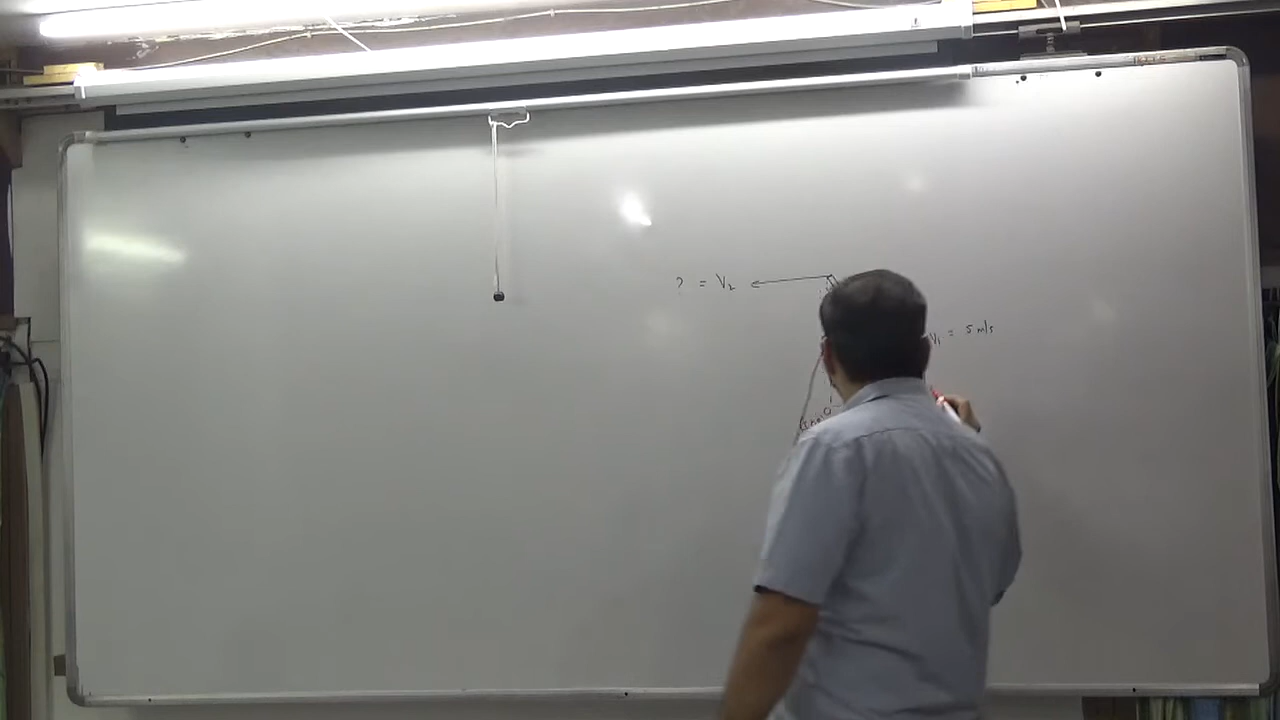 ? = V₂
V₁ = 5 m/s
O